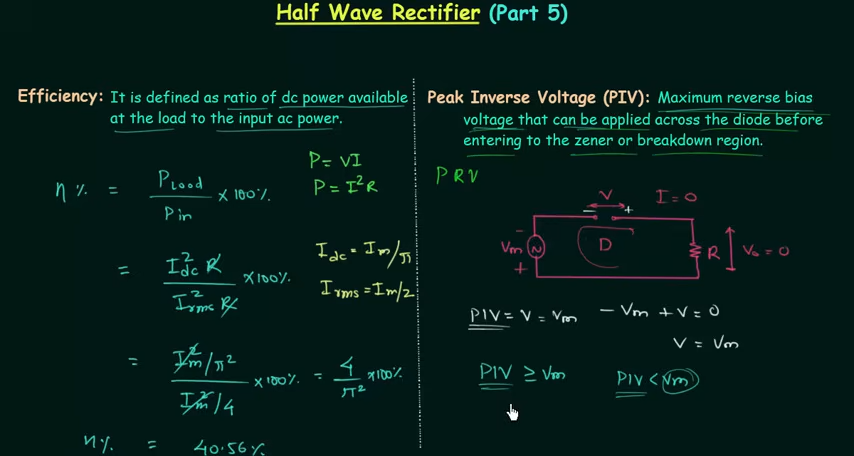 Half Wave Rectifier (Part 5)
Efficiency: It is defined as ratio of dc power available
at the load to the input ac power.
P = VI
P = I²R
η % = Pload / Pin × 100%
= I²dc R / I²rms R × 100%
Idc = Im/π
Irms = Im/2
= I²m/π² / I²m/4 × 100% = 4/π² × 100%
η% = 40.56%
Peak Inverse Voltage (PIV): Maximum reverse bias
voltage that can be applied across the diode before
entering to the zener or breakdown region.
PRV
V I = 0
− +
− Vm + D R Vo = 0
PIV = V = Vm − Vm + V = 0
V = Vm
PIV ≥ Vm PIV < Vm